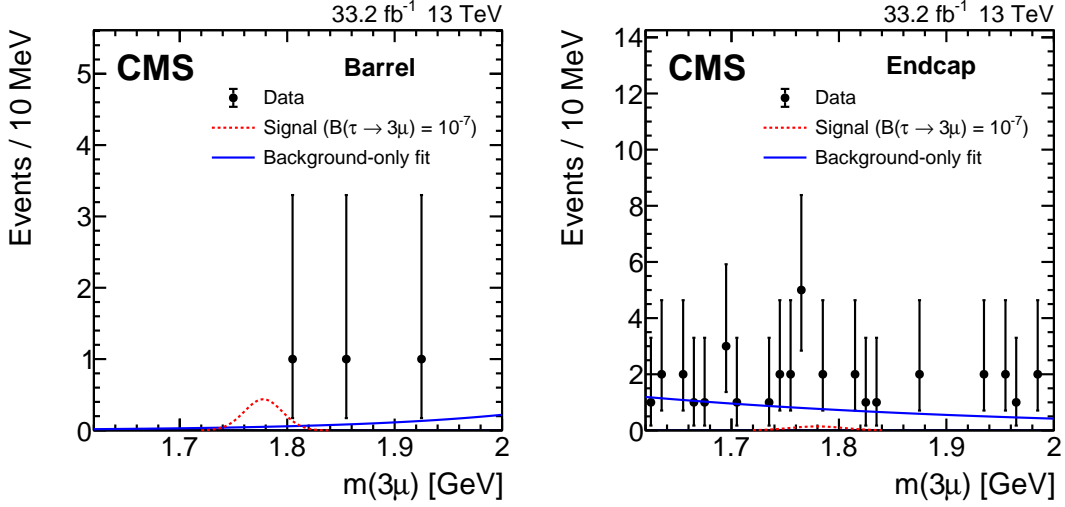 33.2 fb⁻¹ 13 TeV
CMS
Barrel
Data
Signal (B(τ → 3μ) = 10⁻⁷)
Background-only fit
Events / 10 MeV
5
4
3
2
1
0
1.7 1.8 1.9 2
m(3μ) [GeV]
33.2 fb⁻¹ 13 TeV
CMS
Endcap
Data
Signal (B(τ → 3μ) = 10⁻⁷)
Background-only fit
Events / 10 MeV
14
12
10
8
6
4
2
0
1.7 1.8 1.9 2
m(3μ) [GeV]